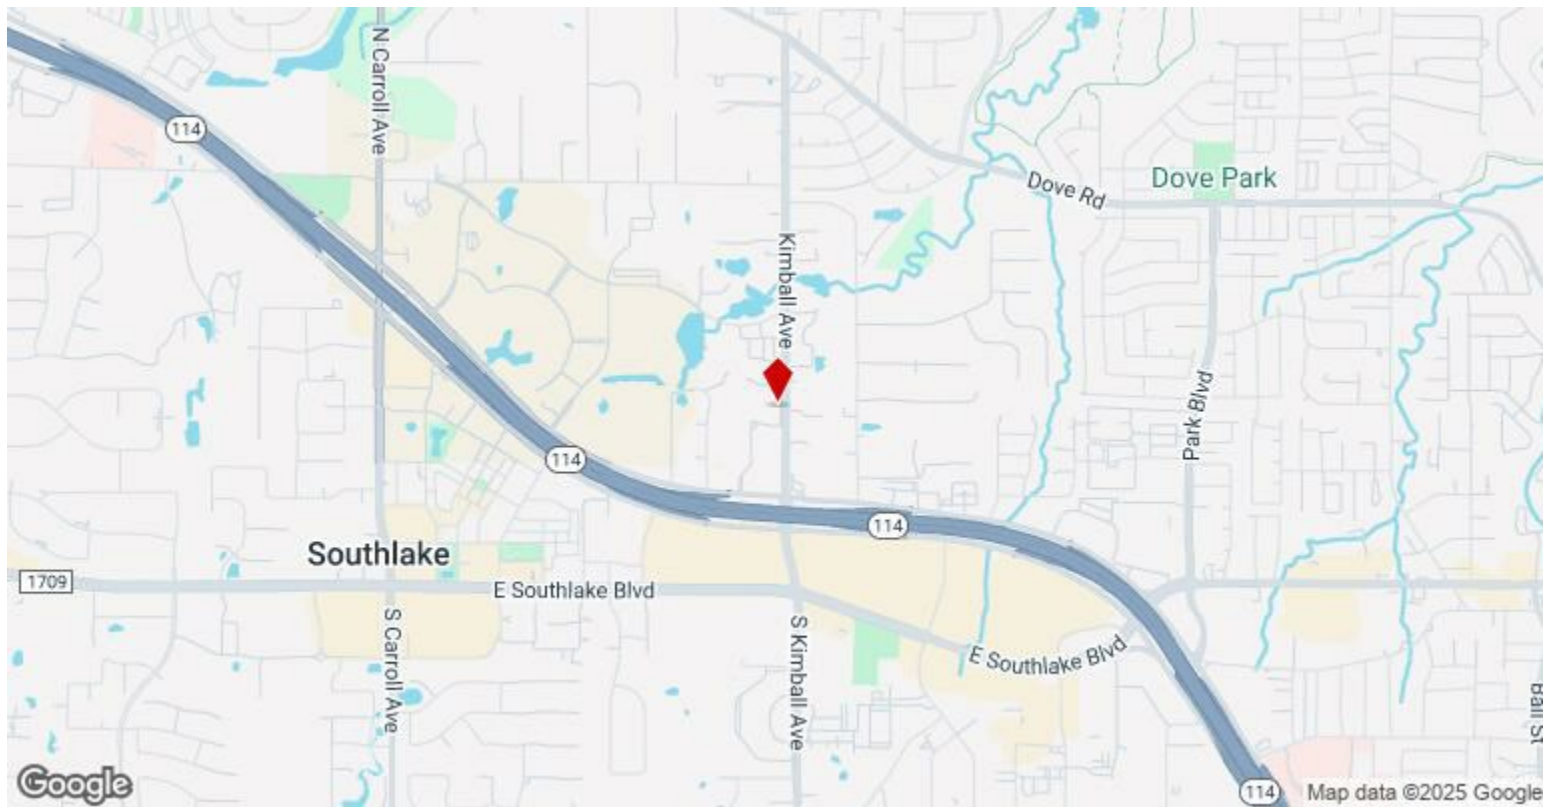 N Carroll Ave
114
Dove Park
Dove Rd
Kimball Ave
Park Blvd
114
114
Southlake
1709
E Southlake Blvd
S Carroll Ave
S Kimball Ave
E Southlake Blvd
Ball St
114
Google
Map data ©2025 Google